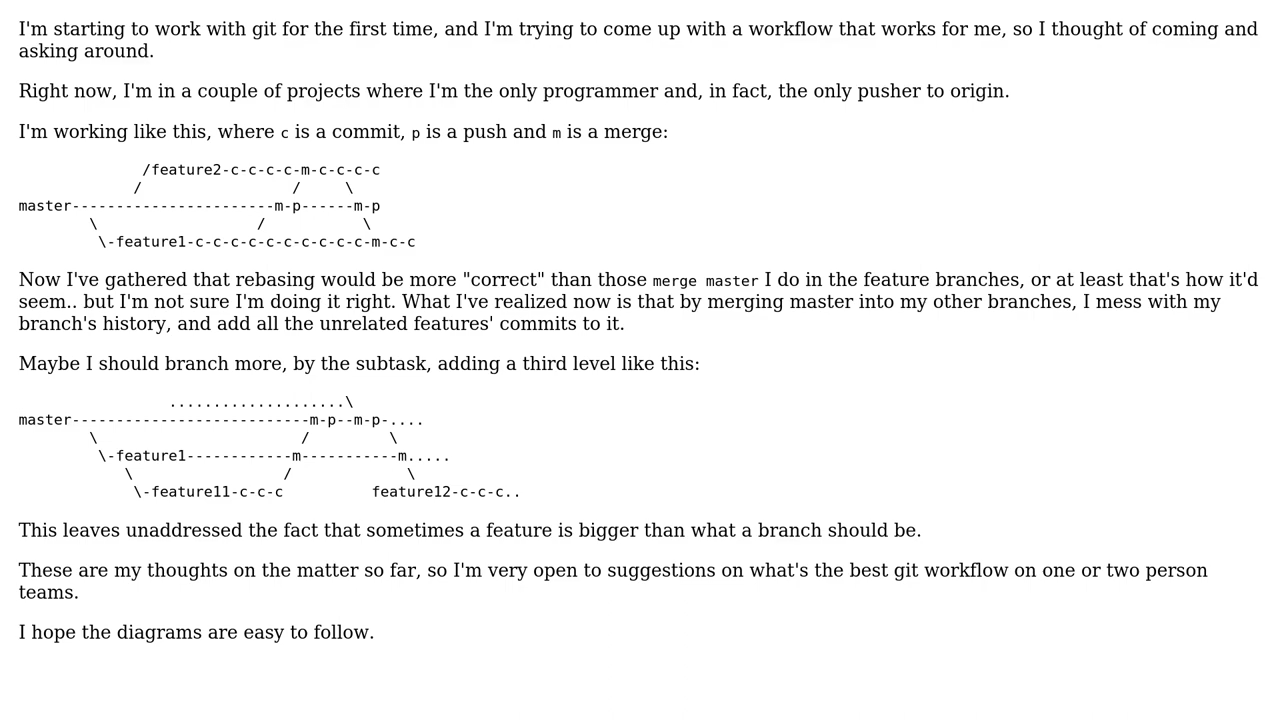 I'm starting to work with git for the first time, and I'm trying to come up with a workflow that works for me, so I thought of coming and
asking around.
Right now, I'm in a couple of projects where I'm the only programmer and, in fact, the only pusher to origin.
I'm working like this, where c is a commit, p is a push and m is a merge:
              /feature2-c-c-c-c-m-c-c-c-c
             /                 /     \
master-----------------------m-p------m-p
        \                  /           \
         \-feature1-c-c-c-c-c-c-c-c-c-c-m-c-c
Now I've gathered that rebasing would be more "correct" than those merge master I do in the feature branches, or at least that's how it'd
seem.. but I'm not sure I'm doing it right. What I've realized now is that by merging master into my other branches, I mess with my
branch's history, and add all the unrelated features' commits to it.
Maybe I should branch more, by the subtask, adding a third level like this:
                 ....................\
master---------------------------m-p--m-p-....
        \                       /         \
         \-feature1------------m-----------m.....
            \                 /             \
             \-feature11-c-c-c          feature12-c-c-c..
This leaves unaddressed the fact that sometimes a feature is bigger than what a branch should be.
These are my thoughts on the matter so far, so I'm very open to suggestions on what's the best git workflow on one or two person
teams.
I hope the diagrams are easy to follow.